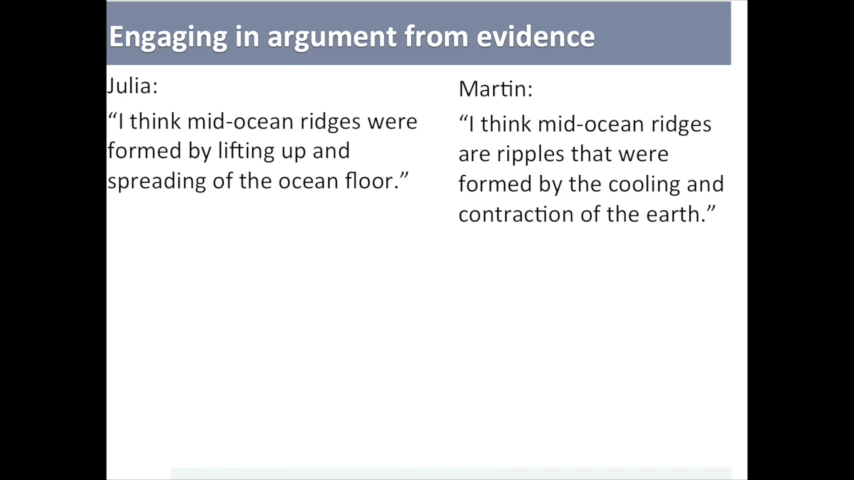 Engaging in argument from evidence
Julia:
“I think mid-ocean ridges were
formed by lifting up and
spreading of the ocean floor.”
Martin:
“I think mid-ocean ridges
are ripples that were
formed by the cooling and
contraction of the earth.”